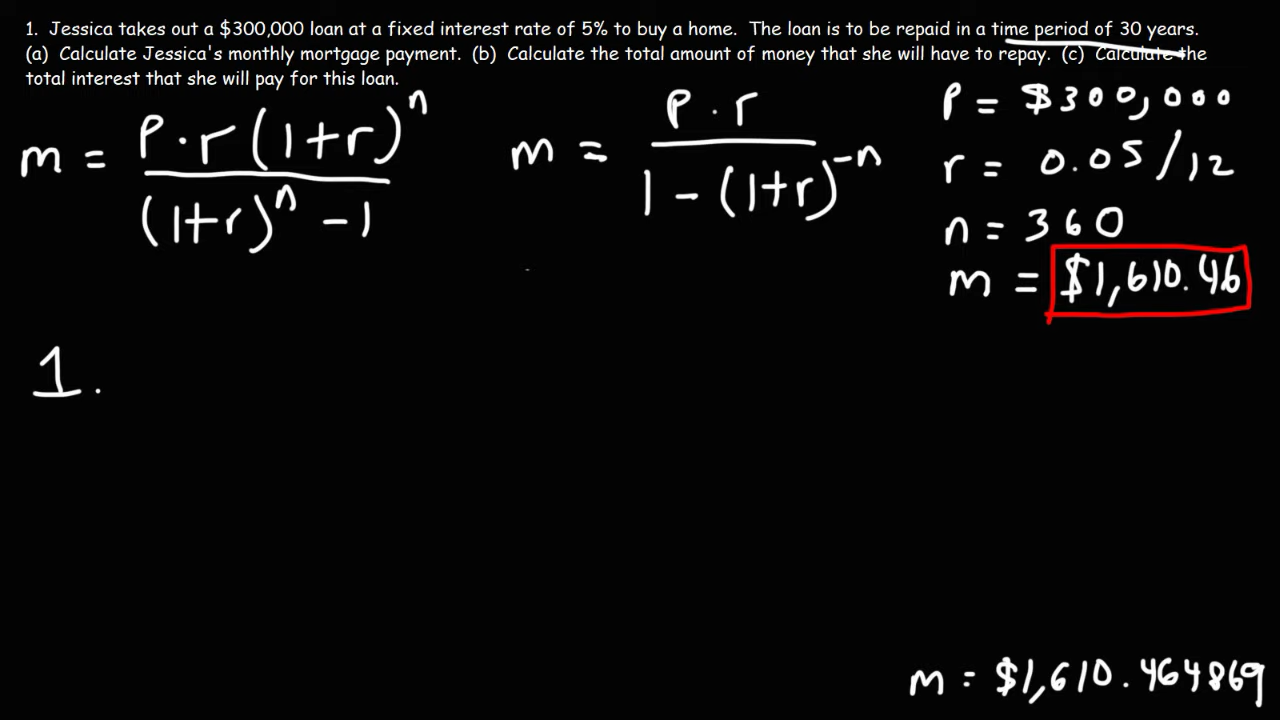 1. Jessica takes out a $300,000 loan at a fixed interest rate of 5% to buy a home. The loan is to be repaid in a time period of 30 years.
(a) Calculate Jessica's monthly mortgage payment. (b) Calculate the total amount of money that she will have to repay. (c) Calculate the
total interest that she will pay for this loan.
m = P·r(1+r)^n / (1+r)^n - 1
m = P·r / 1 - (1+r)^-n
P = $300,000
r = 0.05/12
n = 360
m = $1,610.46
1.
m = $1,610.464869